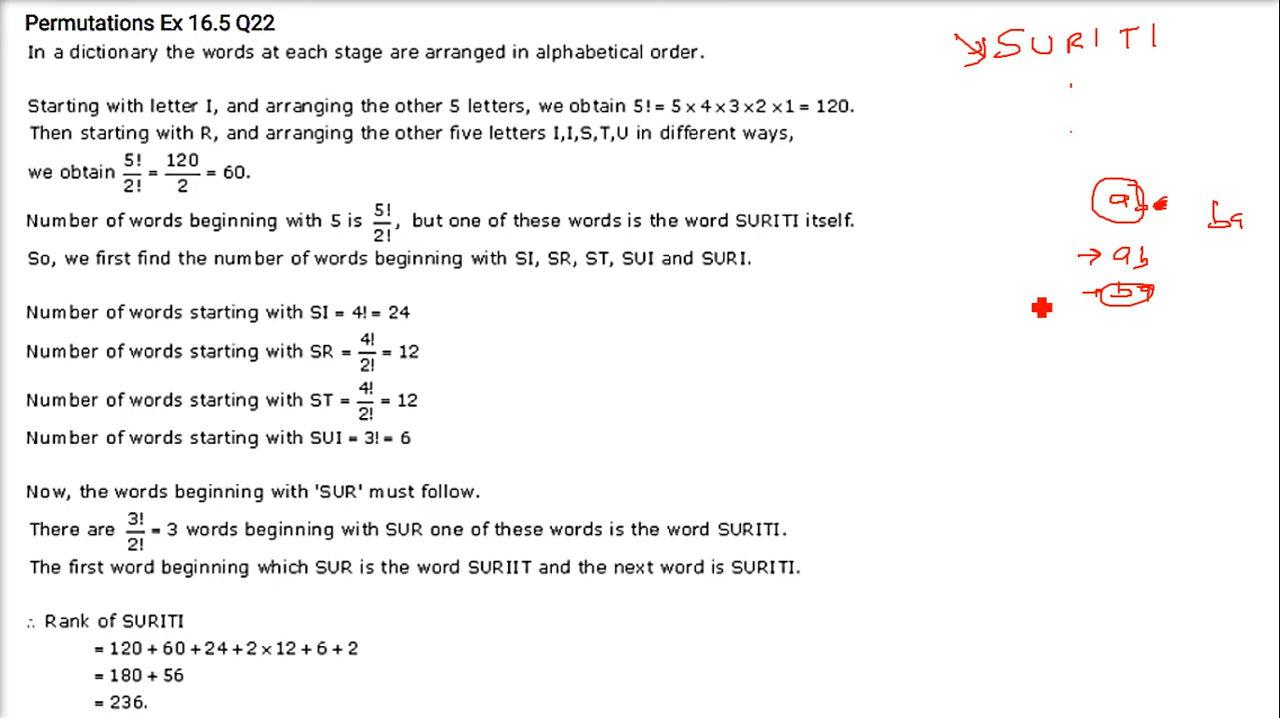 Permutations Ex 16.5 Q22
In a dictionary the words at each stage are arranged in alphabetical order.
Starting with letter I, and arranging the other 5 letters, we obtain 5! = 5 × 4 × 3 × 2 × 1 = 120.
Then starting with R, and arranging the other five letters I,I,S,T,U in different ways,
we obtain 5!/2! = 120/2 = 60.
Number of words beginning with 5 is 5!/2!, but one of these words is the word SURITI itself.
So, we first find the number of words beginning with SI, SR, ST, SUI and SURI.
Number of words starting with SI = 4! = 24
Number of words starting with SR = 4!/2! = 12
Number of words starting with ST = 4!/2! = 12
Number of words starting with SUI = 3! = 6
Now, the words beginning with 'SUR' must follow.
There are 3!/2! = 3 words beginning with SUR one of these words is the word SURITI.
The first word beginning which SUR is the word SURIIT and the next word is SURITI.
∴ Rank of SURITI
= 120 + 60 + 24 + 2 × 12 + 6 + 2
= 180 + 56
= 236.
SURITI
ab
ba
→ ab
→ ba